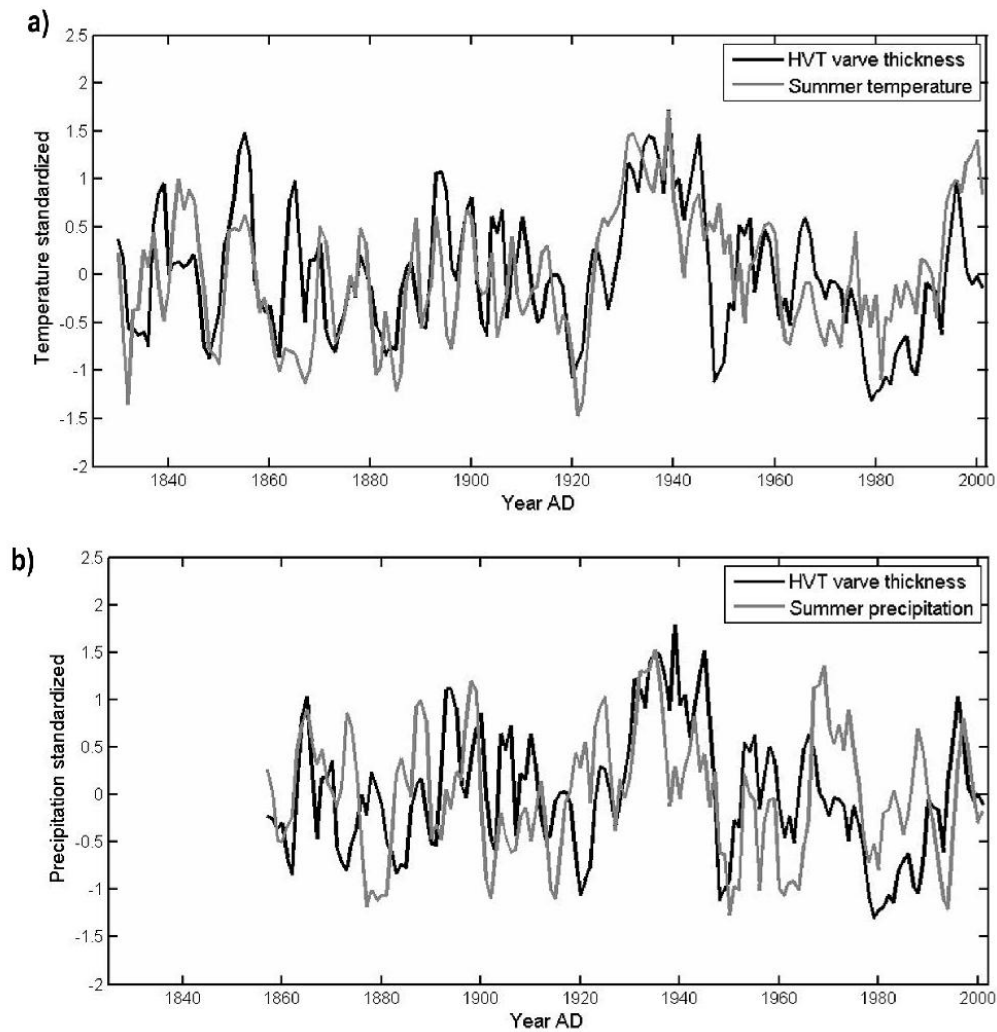 a)
2.5
2
1.5
1
0.5
0
-0.5
-1
-1.5
-2
Temperature standardized
HVT varve thickness
Summer temperature
1840 1860 1880 1900 1920 1940 1960 1980 2000
Year AD
b)
2.5
2
1.5
1
0.5
0
-0.5
-1
-1.5
-2
Precipitation standardized
HVT varve thickness
Summer precipitation
1840 1860 1880 1900 1920 1940 1960 1980 2000
Year AD